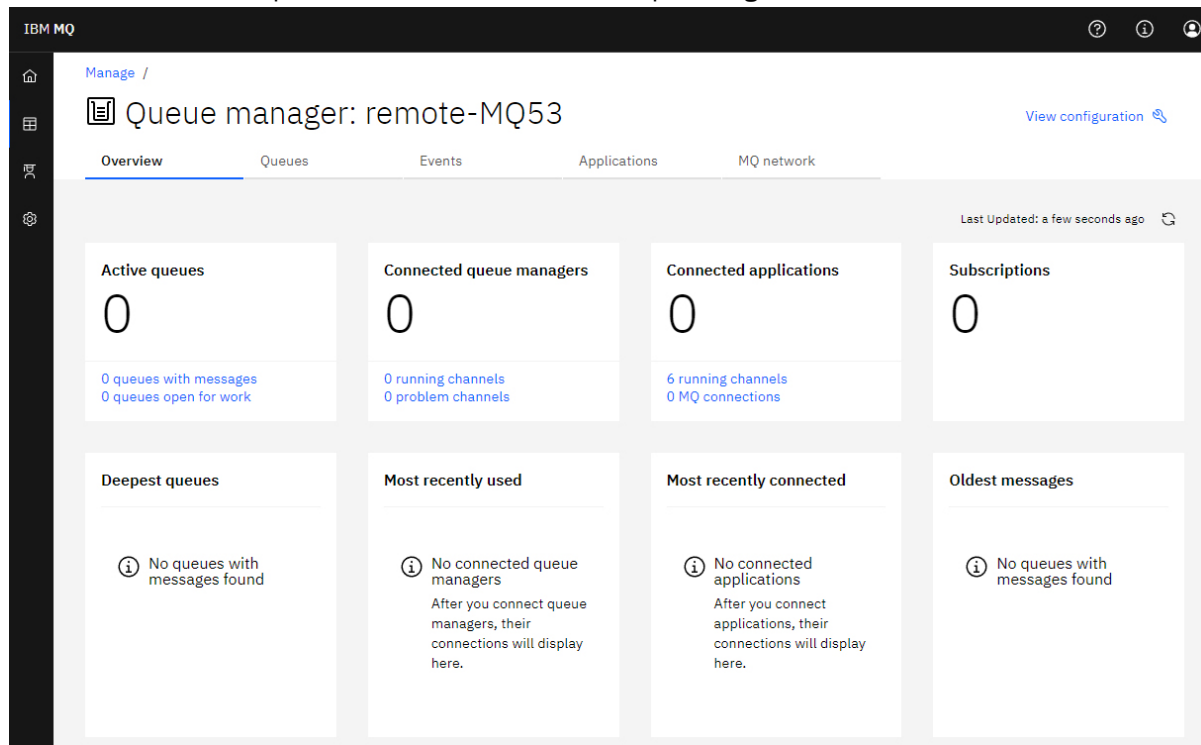 IBM MQ
Manage /
Queue manager: remote-MQ53
View configuration
Overview Queues Events Applications MQ network
Last Updated: a few seconds ago
Active queues
0
0 queues with messages
0 queues open for work
Connected queue managers
0
0 running channels
0 problem channels
Connected applications
0
6 running channels
0 MQ connections
Subscriptions
0
Deepest queues
No queues with
messages found
Most recently used
No connected queue
managers
After you connect queue
managers, their
connections will display
here.
Most recently connected
No connected
applications
After you connect
applications, their
connections will display
here.
Oldest messages
No queues with
messages found